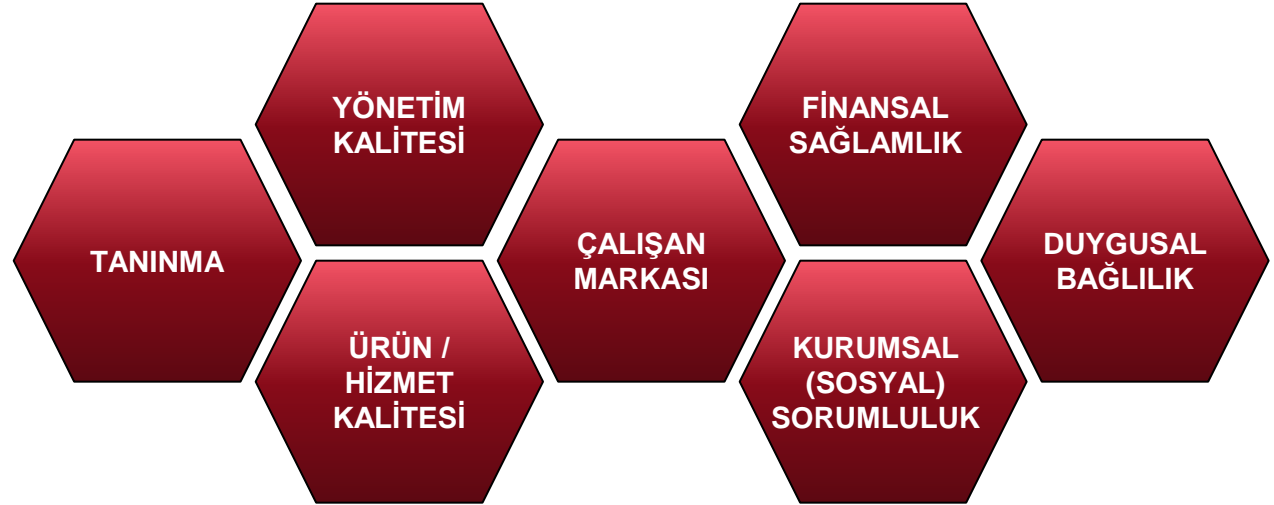 TANINMA
YÖNETİM
KALİTESİ
ÜRÜN /
HİZMET
KALİTESİ
ÇALIŞAN
MARKASI
FİNANSAL
SAĞLAMLIK
KURUMSAL
(SOSYAL)
SORUMLULUK
DUYGUSAL
BAĞLILIK